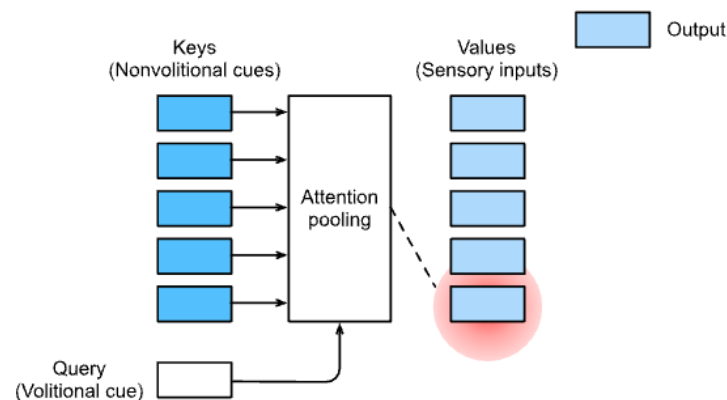 Keys
(Nonvolitional cues)
Values
(Sensory inputs)
Output
Attention
pooling
Query
(Volitional cue)